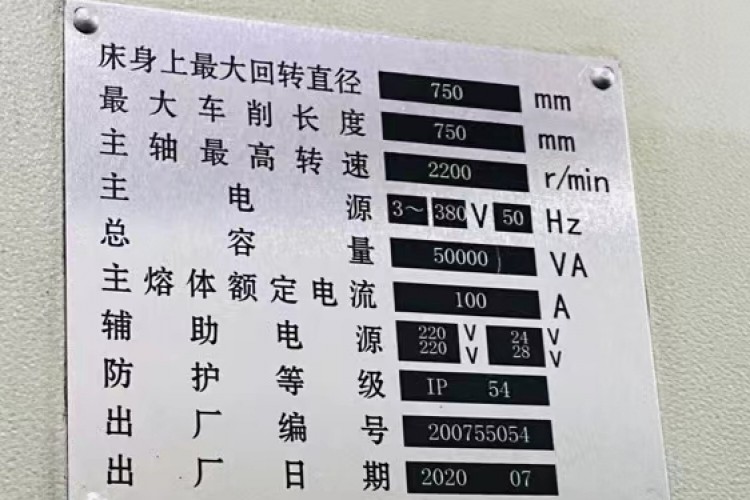 床身上最大回转直径 750 mm
最大车削长度 750 mm
主轴最高转速 2200 r/min
主电源 3～ 380 V 50 Hz
总容量 50000 VA
主熔体额定电流 100 A
辅助电源 220 V 24 V
220 V 28 V
防护等级 IP 54
出厂编号 200755054
出厂日期 2020 07